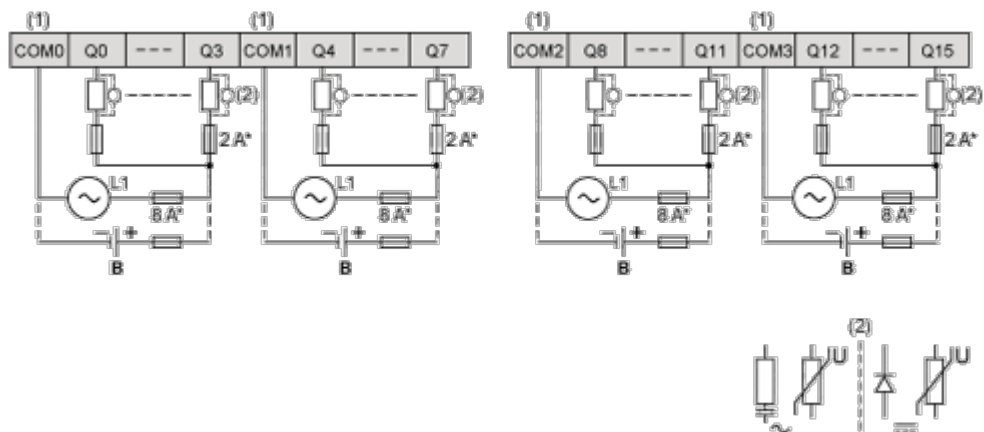 (1) (1) (1) (1)
COM0 Q0 --- Q3 COM1 Q4 --- Q7 COM2 Q8 --- Q11 COM3 Q12 --- Q15
(2) (2) (2) (2)
2 A* 2 A* 2 A* 2 A*
L1 L1 L1 L1
8 A* 8 A* 8 A* 8 A*
+ + + +
B B B B
(2)
U U